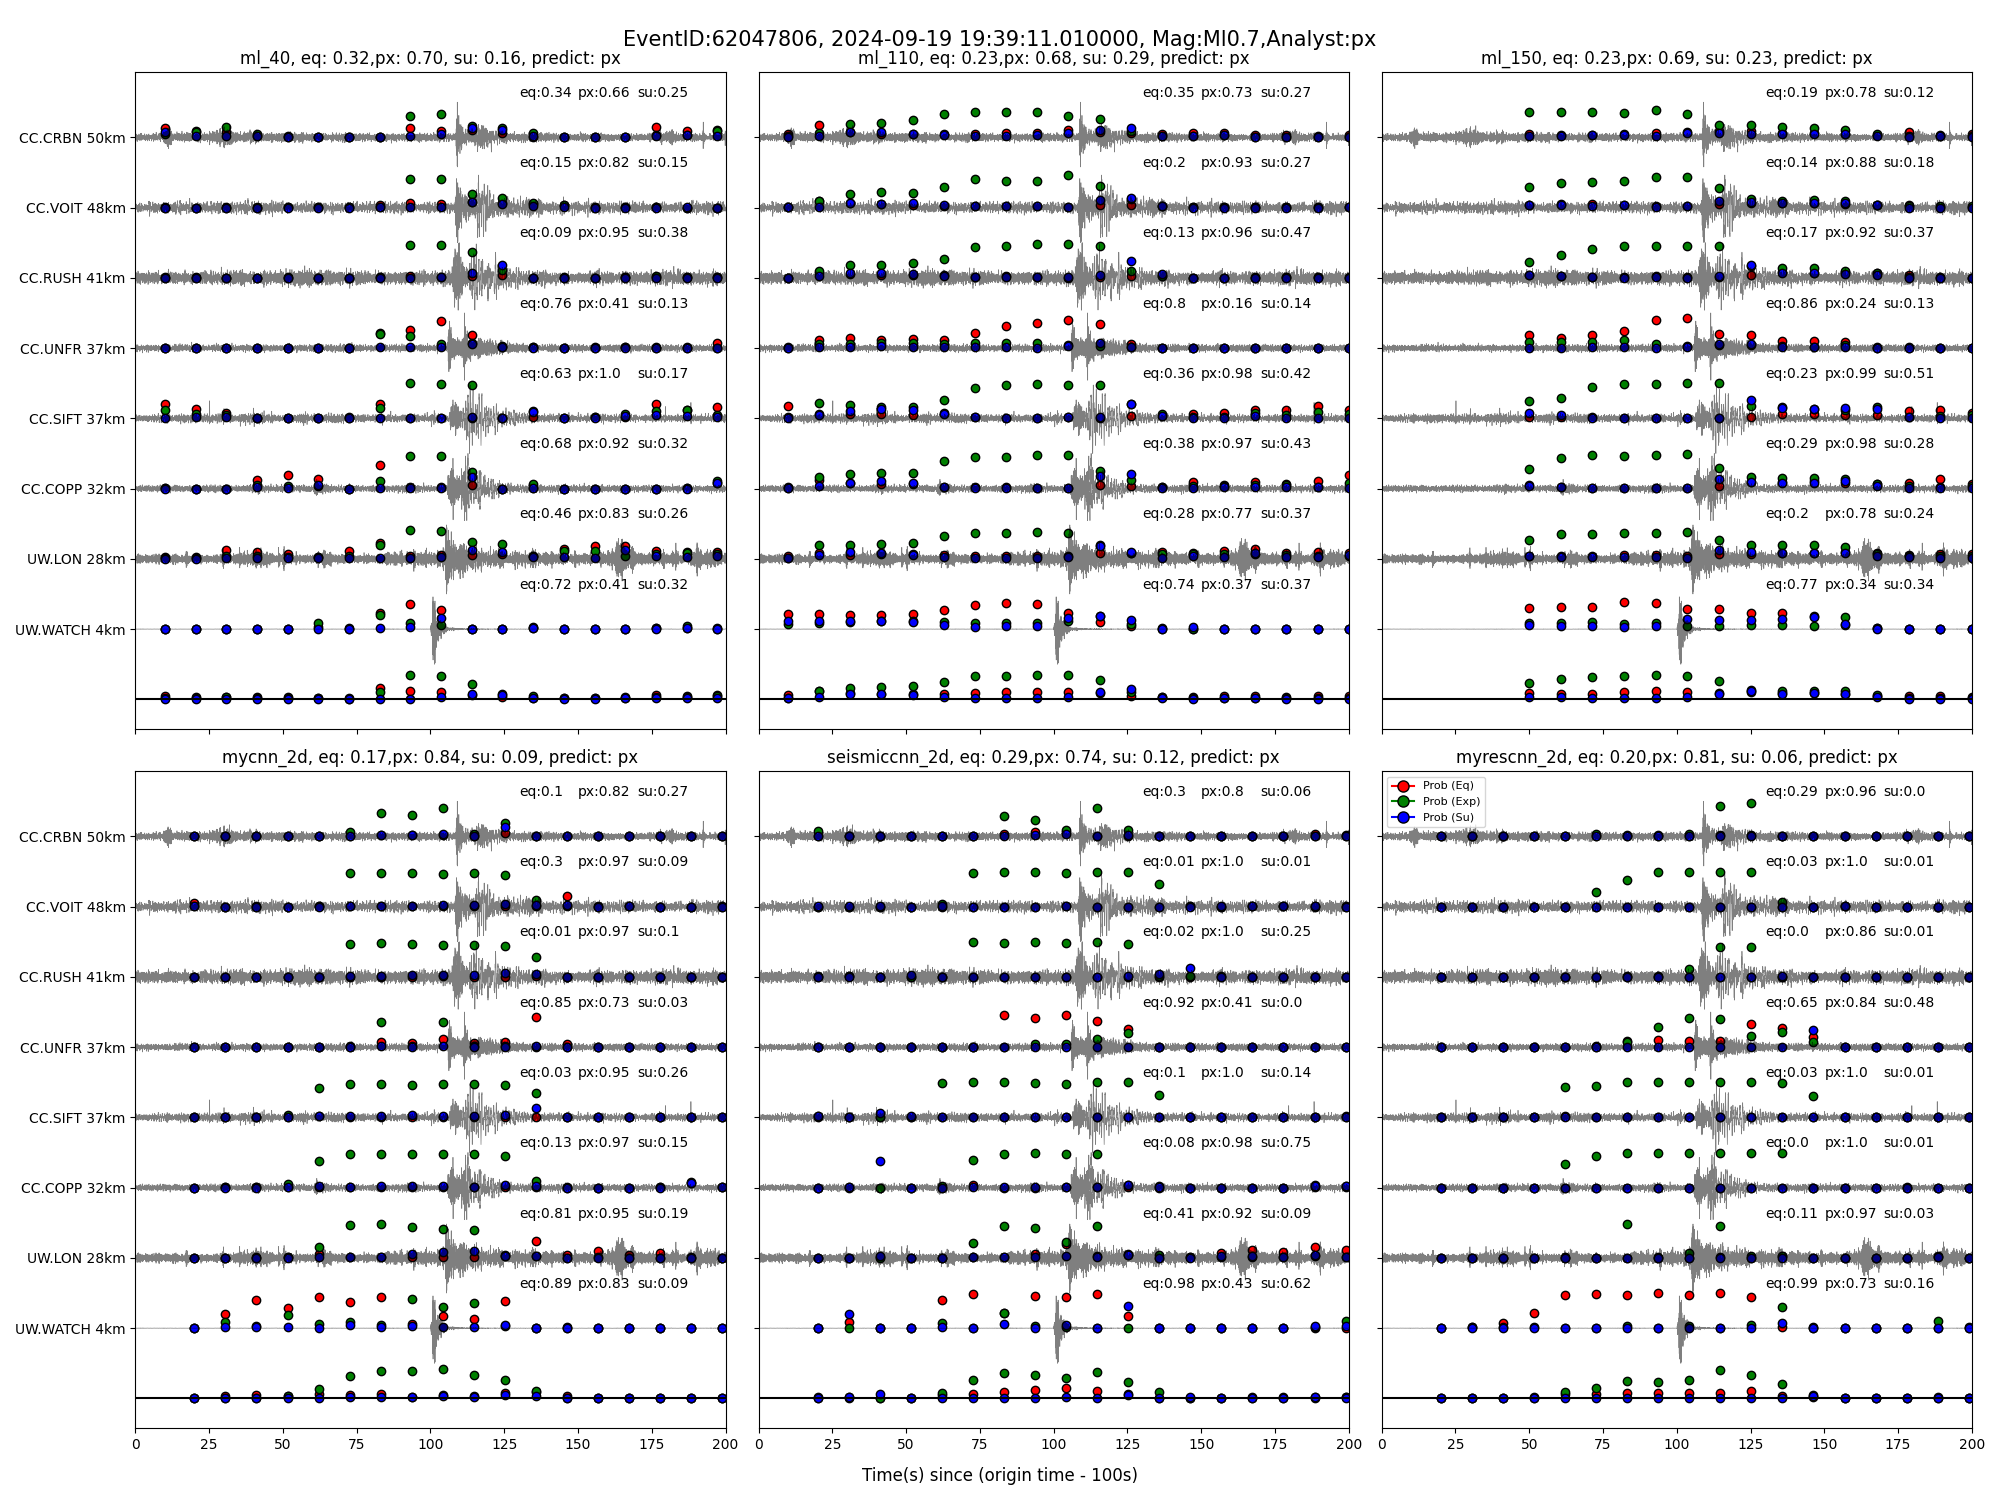 EventID:62047806, 2024-09-19 19:39:11.010000, Mag:Ml0.7,Analyst:px
ml_40, eq: 0.32,px: 0.70, su: 0.16, predict: px
eq:0.34 px:0.66 su:0.25
CC.CRBN 50km
eq:0.15 px:0.82 su:0.15
CC.VOIT 48km
eq:0.09 px:0.95 su:0.38
CC.RUSH 41km
eq:0.76 px:0.41 su:0.13
CC.UNFR 37km
eq:0.63 px:1.0 su:0.17
CC.SIFT 37km
eq:0.68 px:0.92 su:0.32
CC.COPP 32km
eq:0.46 px:0.83 su:0.26
UW.LON 28km
eq:0.72 px:0.41 su:0.32
UW.WATCH 4km
ml_110, eq: 0.23,px: 0.68, su: 0.29, predict: px
eq:0.35 px:0.73 su:0.27
eq:0.2 px:0.93 su:0.27
eq:0.13 px:0.96 su:0.47
eq:0.8 px:0.16 su:0.14
eq:0.36 px:0.98 su:0.42
eq:0.38 px:0.97 su:0.43
eq:0.28 px:0.77 su:0.37
eq:0.74 px:0.37 su:0.37
ml_150, eq: 0.23,px: 0.69, su: 0.23, predict: px
eq:0.19 px:0.78 su:0.12
eq:0.14 px:0.88 su:0.18
eq:0.17 px:0.92 su:0.37
eq:0.86 px:0.24 su:0.13
eq:0.23 px:0.99 su:0.51
eq:0.29 px:0.98 su:0.28
eq:0.2 px:0.78 su:0.24
eq:0.77 px:0.34 su:0.34
mycnn_2d, eq: 0.17,px: 0.84, su: 0.09, predict: px
eq:0.1 px:0.82 su:0.27
CC.CRBN 50km
eq:0.3 px:0.97 su:0.09
CC.VOIT 48km
eq:0.01 px:0.97 su:0.1
CC.RUSH 41km
eq:0.85 px:0.73 su:0.03
CC.UNFR 37km
eq:0.03 px:0.95 su:0.26
CC.SIFT 37km
eq:0.13 px:0.97 su:0.15
CC.COPP 32km
eq:0.81 px:0.95 su:0.19
UW.LON 28km
eq:0.89 px:0.83 su:0.09
UW.WATCH 4km
0 25 50 75 100 125 150 175 200
seismiccnn_2d, eq: 0.29,px: 0.74, su: 0.12, predict: px
eq:0.3 px:0.8 su:0.06
eq:0.01 px:1.0 su:0.01
eq:0.02 px:1.0 su:0.25
eq:0.92 px:0.41 su:0.0
eq:0.1 px:1.0 su:0.14
eq:0.08 px:0.98 su:0.75
eq:0.41 px:0.92 su:0.09
eq:0.98 px:0.43 su:0.62
0 25 50 75 100 125 150 175 200
myrescnn_2d, eq: 0.20,px: 0.81, su: 0.06, predict: px
Prob (Eq)
Prob (Exp)
Prob (Su)
eq:0.29 px:0.96 su:0.0
eq:0.03 px:1.0 su:0.01
eq:0.0 px:0.86 su:0.01
eq:0.65 px:0.84 su:0.48
eq:0.03 px:1.0 su:0.01
eq:0.0 px:1.0 su:0.01
eq:0.11 px:0.97 su:0.03
eq:0.99 px:0.73 su:0.16
0 25 50 75 100 125 150 175 200
Time(s) since (origin time - 100s)